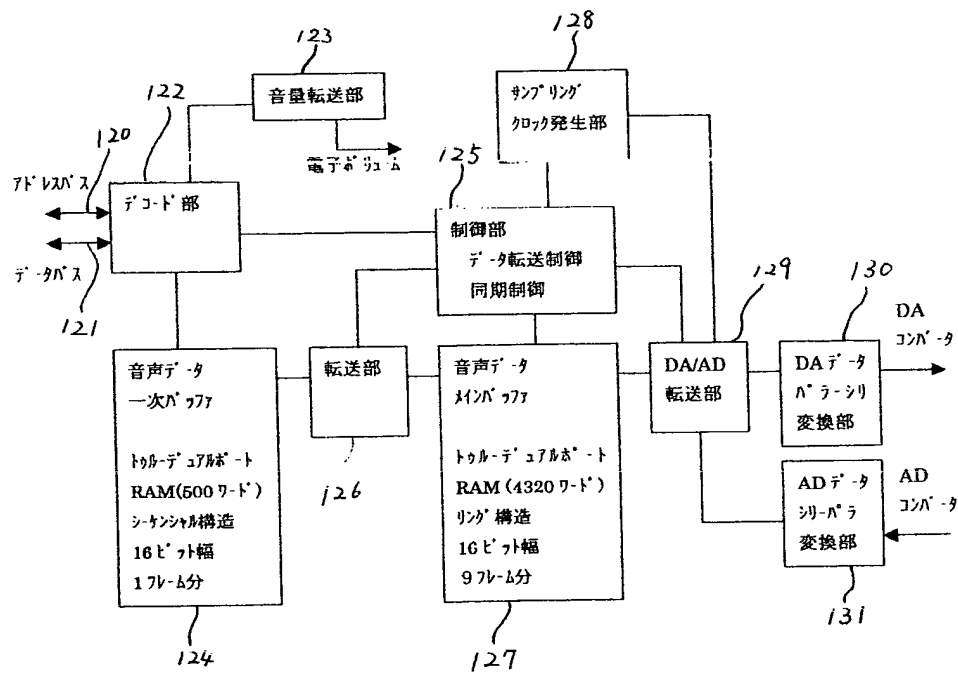 123
音量転送部
電子ボリューム
128
サンプリング
クロック発生部
122
120
アドレスバス
デコード部
データバス
121
125
制御部
データ転送制御
同期制御
129
130
DA
コンバータ
音声データ
一次バッファ
トゥルーデュアルポート
RAM(500ワード)
シーケンシャル構造
16ビット幅
1フレーム分
124
転送部
126
音声データ
メインバッファ
トゥルーデュアルポート
RAM(4320ワード)
リング構造
16ビット幅
9フレーム分
127
DA/AD
転送部
DAデータ
パラーシリ
変換部
ADデータ
シリーパラ
変換部
AD
コンバータ
131